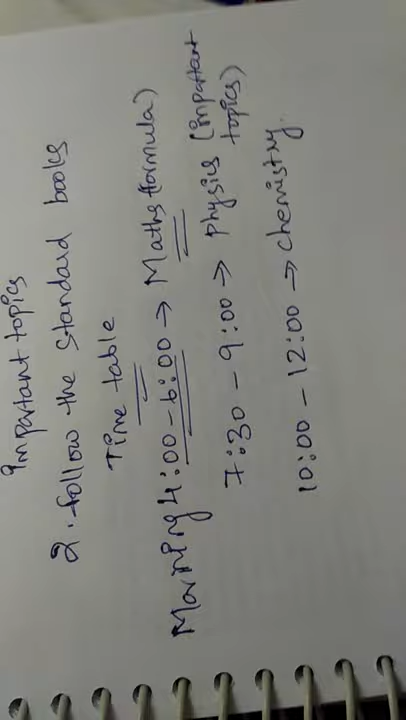 Important topics
2. follow the standard books
Time table
Morning 4:00-6:00 → Maths (formula)
7:30 - 9:00 → Physics (important
topics)
10:00 - 12:00 → chemistry.